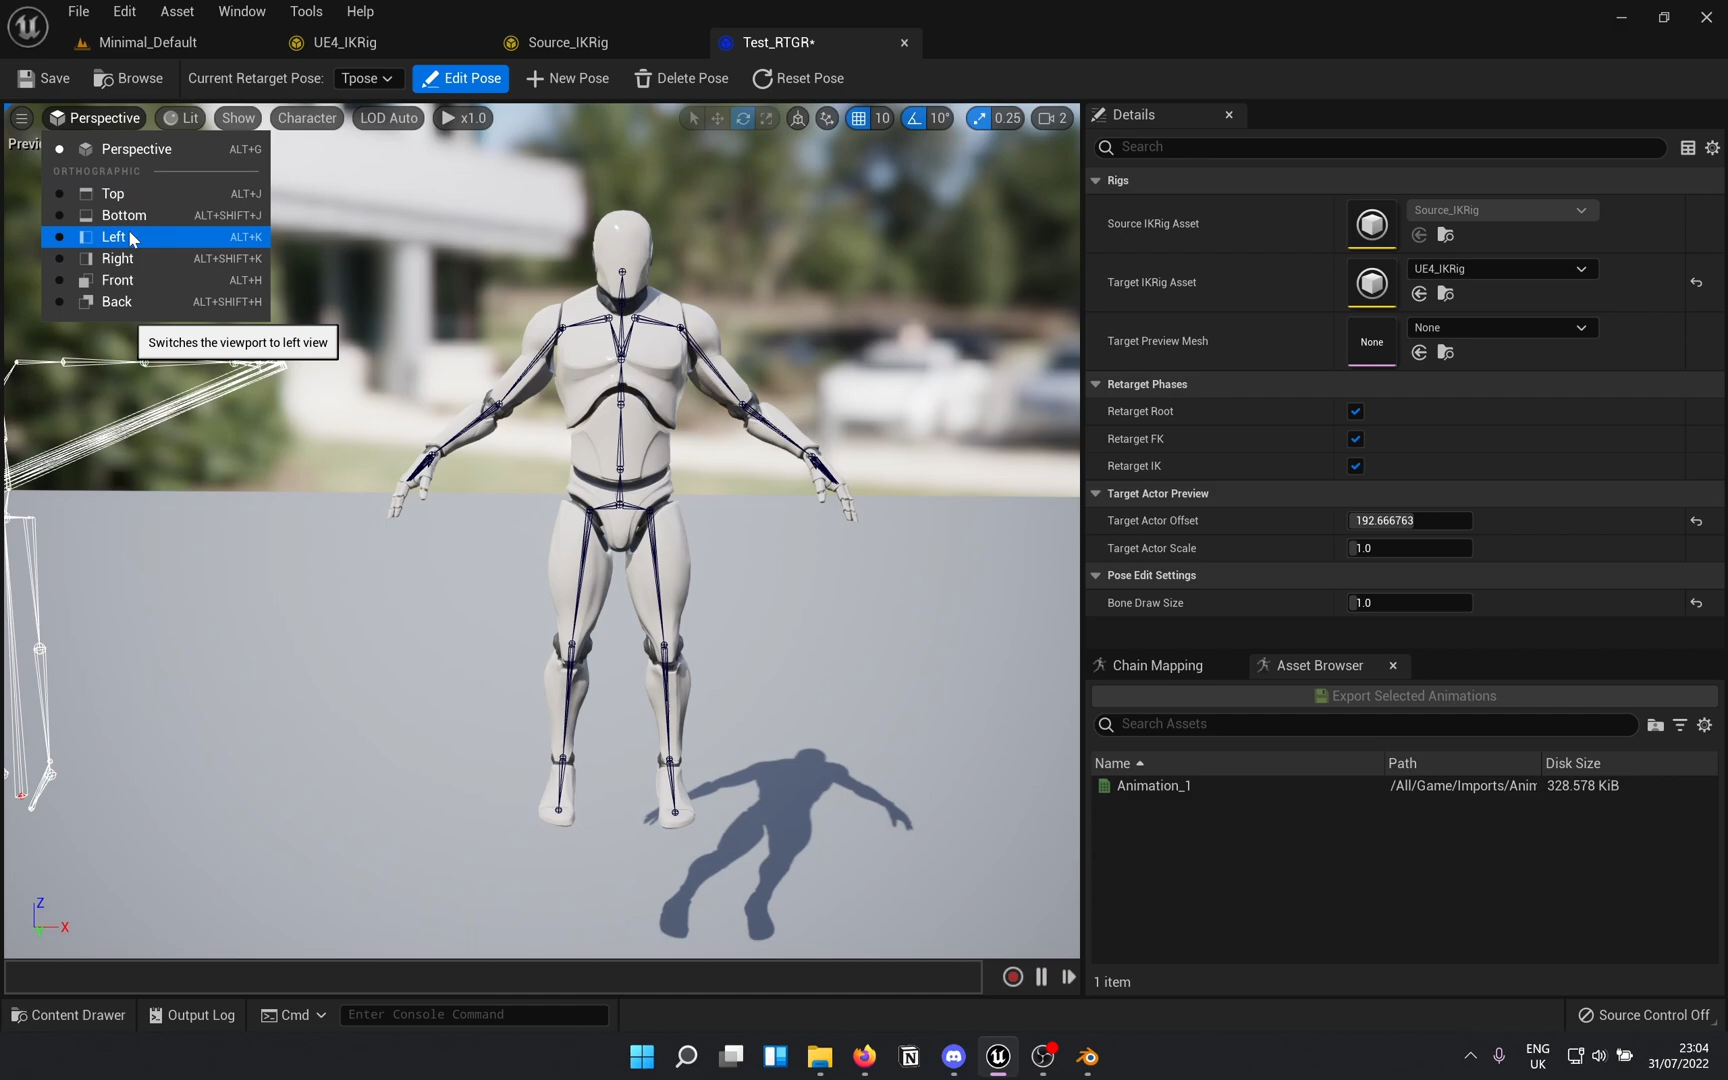 File Edit Asset Window Tools Help
Minimal_Default UE4_IKRig Source_IKRig Test_RTGR*
Save Browse Current Retarget Pose: Tpose Edit Pose New Pose Delete Pose Reset Pose
Perspective Lit Show Character LOD Auto x1.0 10 10° 0.25 2
Perspective ALT+G
ORTHOGRAPHIC
Top ALT+J
Bottom ALT+SHIFT+J
Left ALT+K
Right ALT+SHIFT+K
Front ALT+H
Back ALT+SHIFT+H
Switches the viewport to left view
Z
X
Details
Search
Rigs
Source IKRig Asset Source_IKRig
Target IKRig Asset UE4_IKRig
Target Preview Mesh None None
Retarget Phases
Retarget Root
Retarget FK
Retarget IK
Target Actor Preview
Target Actor Offset 192.666763
Target Actor Scale 1.0
Pose Edit Settings
Bone Draw Size 1.0
Chain Mapping Asset Browser
Export Selected Animations
Search Assets
Name Path Disk Size
Animation_1 /All/Game/Imports/Anim 328.578 KiB
1 item
Content Drawer Output Log Cmd Enter Console Command Source Control Off
ENG
UK
23:04
31/07/2022